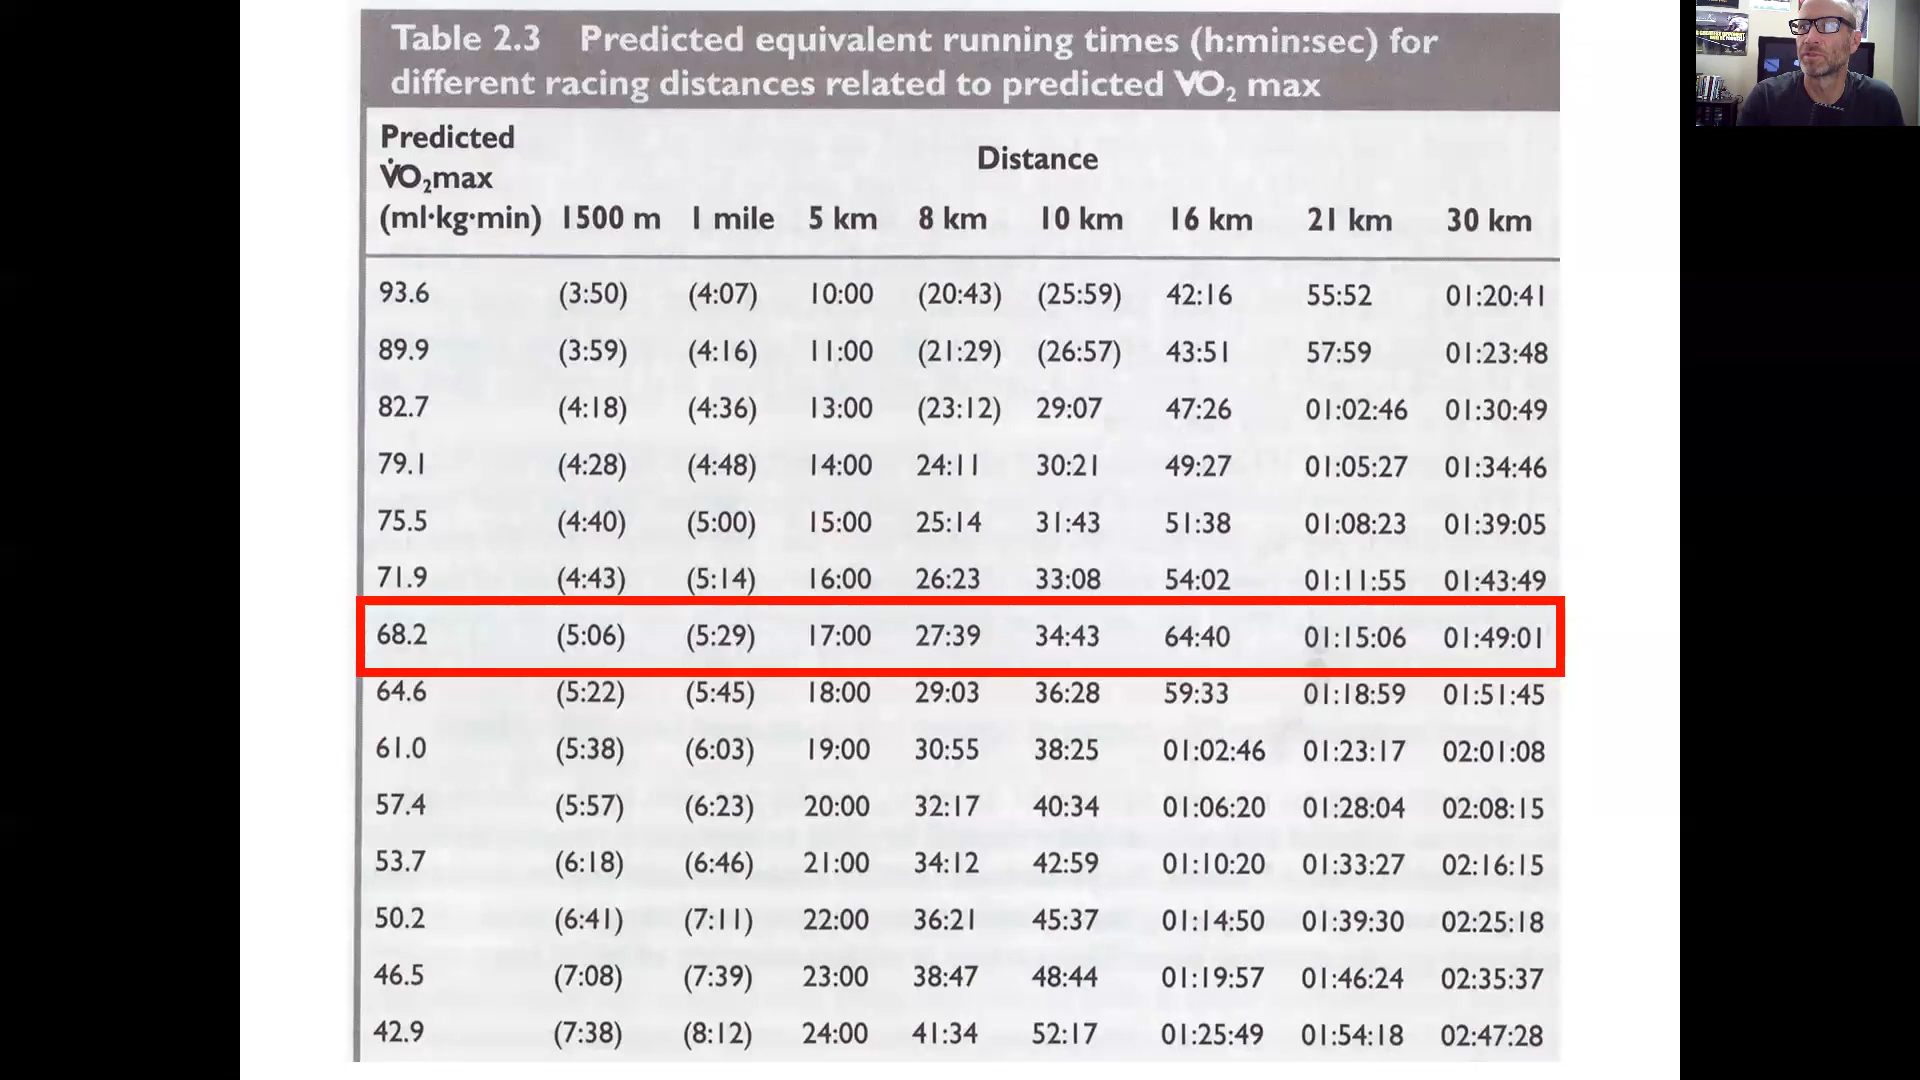 Table 2.3 Predicted equivalent running times (h:min:sec) for
different racing distances related to predicted V̇O₂ max
Predicted
V̇O₂max
(ml·kg·min)
Distance
1500 m 1 mile 5 km 8 km 10 km 16 km 21 km 30 km
93.6 (3:50) (4:07) 10:00 (20:43) (25:59) 42:16 55:52 01:20:41
89.9 (3:59) (4:16) 11:00 (21:29) (26:57) 43:51 57:59 01:23:48
82.7 (4:18) (4:36) 13:00 (23:12) 29:07 47:26 01:02:46 01:30:49
79.1 (4:28) (4:48) 14:00 24:11 30:21 49:27 01:05:27 01:34:46
75.5 (4:40) (5:00) 15:00 25:14 31:43 51:38 01:08:23 01:39:05
71.9 (4:43) (5:14) 16:00 26:23 33:08 54:02 01:11:55 01:43:49
68.2 (5:06) (5:29) 17:00 27:39 34:43 64:40 01:15:06 01:49:01
64.6 (5:22) (5:45) 18:00 29:03 36:28 59:33 01:18:59 01:51:45
61.0 (5:38) (6:03) 19:00 30:55 38:25 01:02:46 01:23:17 02:01:08
57.4 (5:57) (6:23) 20:00 32:17 40:34 01:06:20 01:28:04 02:08:15
53.7 (6:18) (6:46) 21:00 34:12 42:59 01:10:20 01:33:27 02:16:15
50.2 (6:41) (7:11) 22:00 36:21 45:37 01:14:50 01:39:30 02:25:18
46.5 (7:08) (7:39) 23:00 38:47 48:44 01:19:57 01:46:24 02:35:37
42.9 (7:38) (8:12) 24:00 41:34 52:17 01:25:49 01:54:18 02:47:28